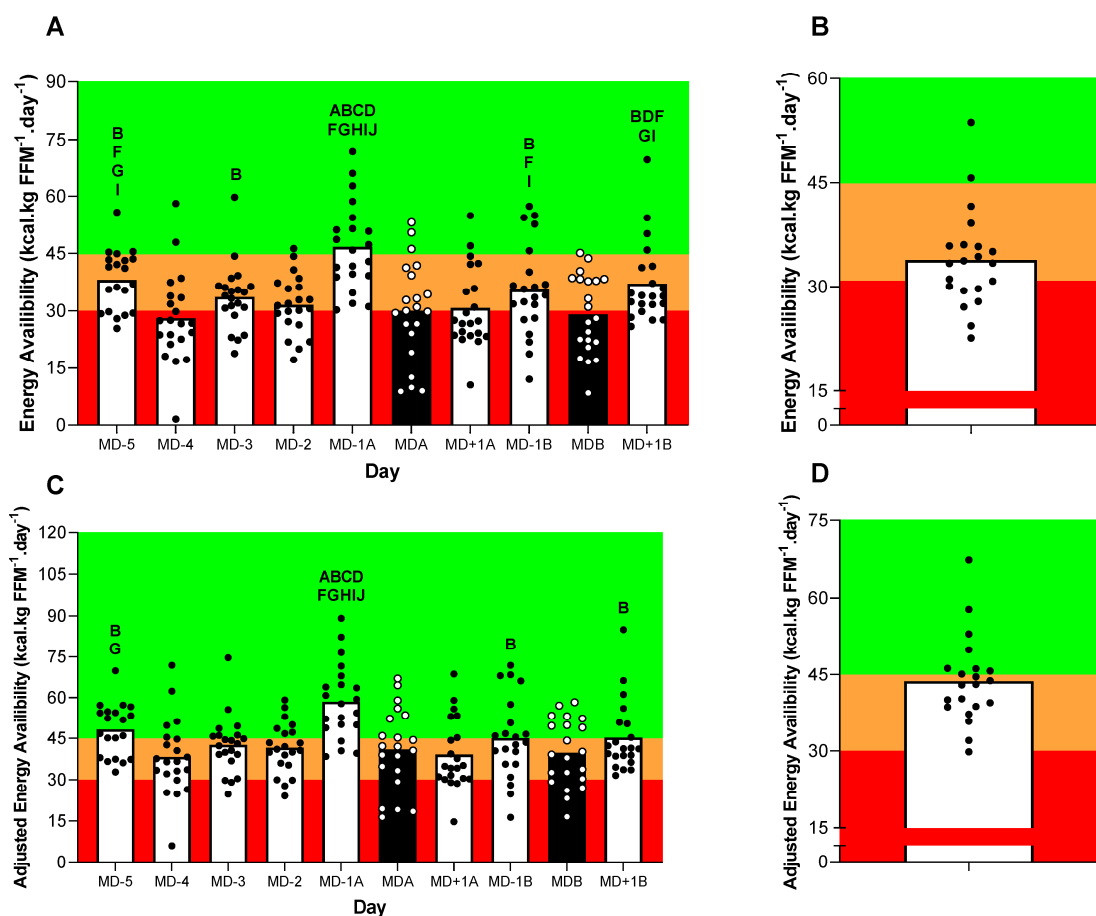 A
Energy Availibility (kcal.kg FFM⁻¹.day⁻¹)
90
75
60
45
30
15
0
B
F
G
I
B
ABCD
FGHIJ
B
F
I
BDF
GI
MD-5 MD-4 MD-3 MD-2 MD-1A MDA MD+1A MD-1B MDB MD+1B
Day
B
Energy Availibility (kcal.kg FFM⁻¹.day⁻¹)
60
45
30
15
0
C
Adjusted Energy Availibility (kcal.kg FFM⁻¹.day⁻¹)
120
105
90
75
60
45
30
15
0
B
G
ABCD
FGHIJ
B
B
MD-5 MD-4 MD-3 MD-2 MD-1A MDA MD+1A MD-1B MDB MD+1B
Day
D
Adjusted Energy Availibility (kcal.kg FFM⁻¹.day⁻¹)
75
60
45
30
15
0